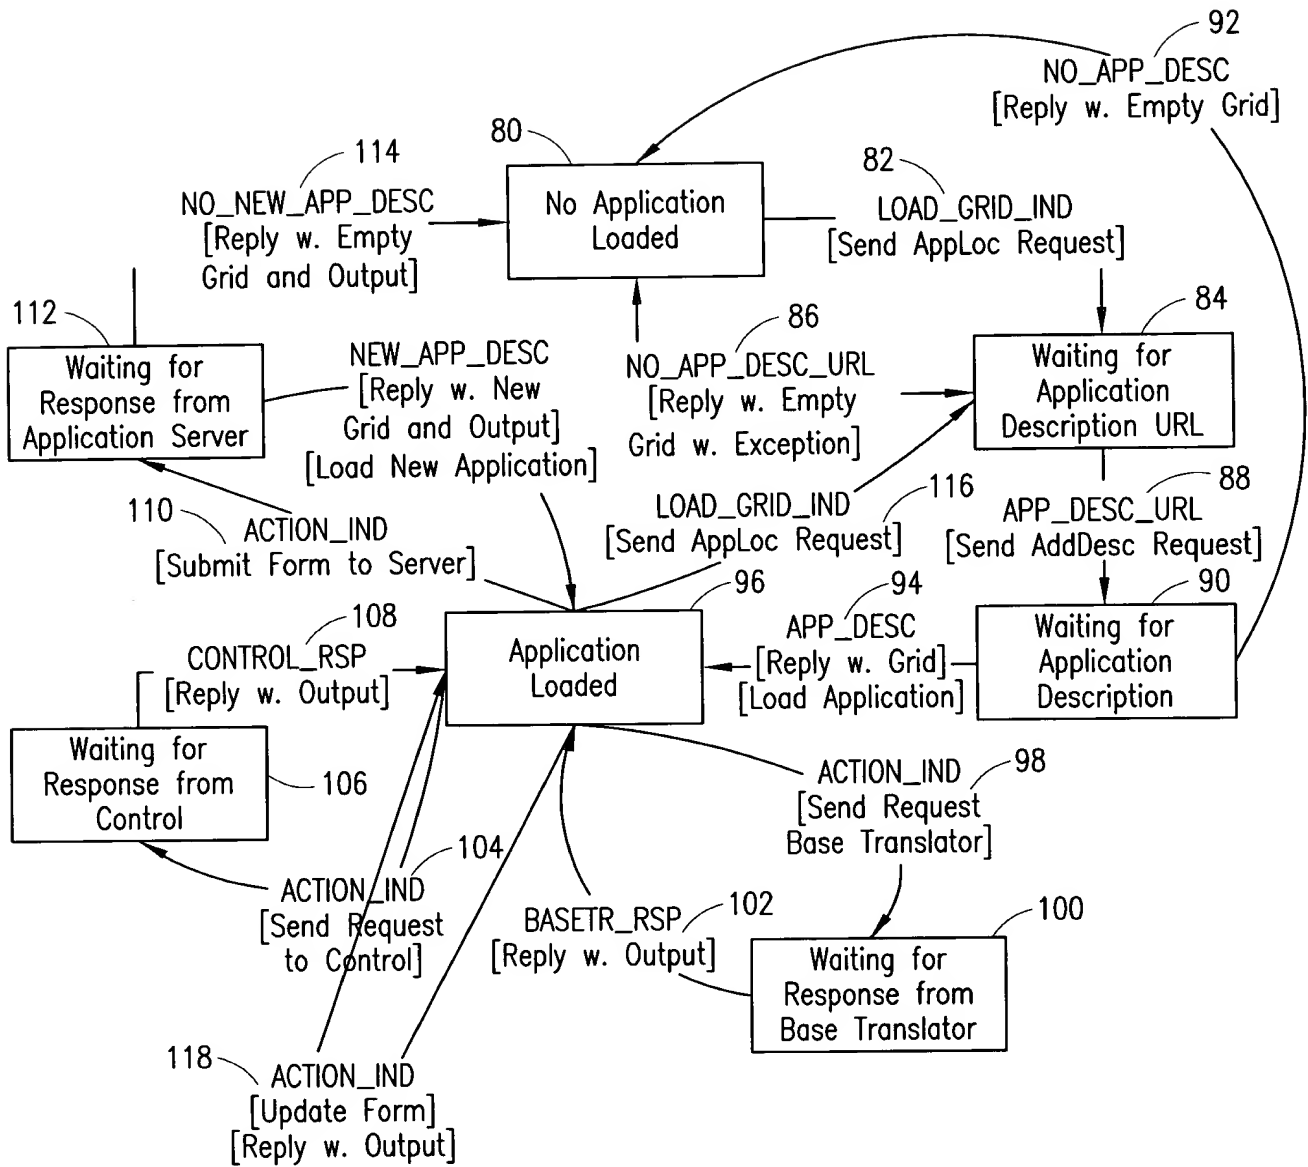 92
NO_APP_DESC
[Reply w. Empty Grid]
80
No Application
Loaded
114
NO_NEW_APP_DESC
[Reply w. Empty
Grid and Output]
82
LOAD_GRID_IND
[Send AppLoc Request]
112
Waiting for
Response from
Application Server
NEW_APP_DESC
[Reply w. New
Grid and Output]
[Load New Application]
86
NO_APP_DESC_URL
[Reply w. Empty
Grid w. Exception]
84
Waiting for
Application
Description URL
110
ACTION_IND
[Submit Form to Server]
LOAD_GRID_IND
[Send AppLoc Request]
116
88
APP_DESC_URL
[Send AddDesc Request]
108
CONTROL_RSP
[Reply w. Output]
96
Application
Loaded
94
APP_DESC
[Reply w. Grid]
[Load Application]
90
Waiting for
Application
Description
Waiting for
Response from
Control
106
ACTION_IND
[Send Request
Base Translator]
98
104
ACTION_IND
[Send Request
to Control]
BASETR_RSP
[Reply w. Output]
102
100
Waiting for
Response from
Base Translator
118
ACTION_IND
[Update Form]
[Reply w. Output]